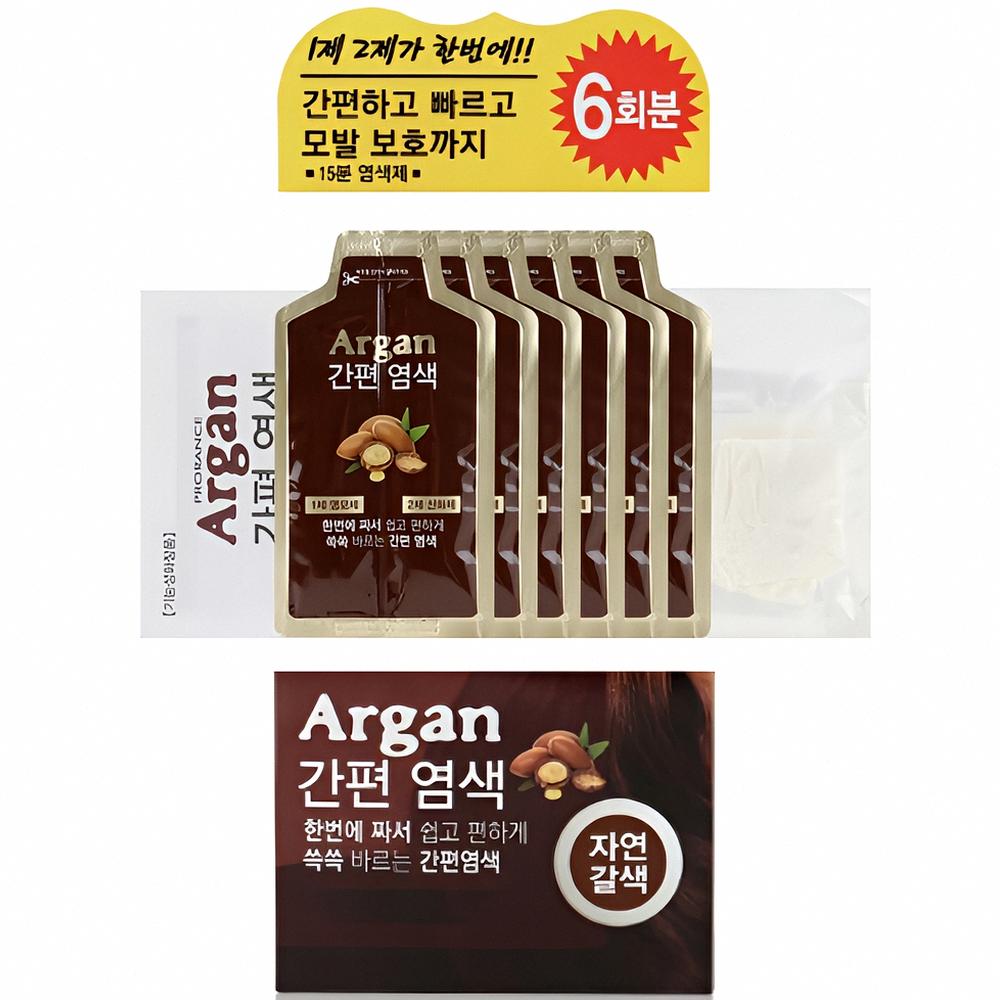 1제 2제가 한번에!!
간편하고 빠르고
모발 보호까지
▪15분 염색제▪
6회분
Argan
간편 염색
1제 염모제 2제 산화제
한번에 짜서 쉽고 편하게
쓱쓱 바르는 간편 염색
PRORANCE
Argan
간편 염색
Argan
간편 염색
한번에 짜서 쉽고 편하게
쓱쓱 바르는 간편염색
자연
갈색